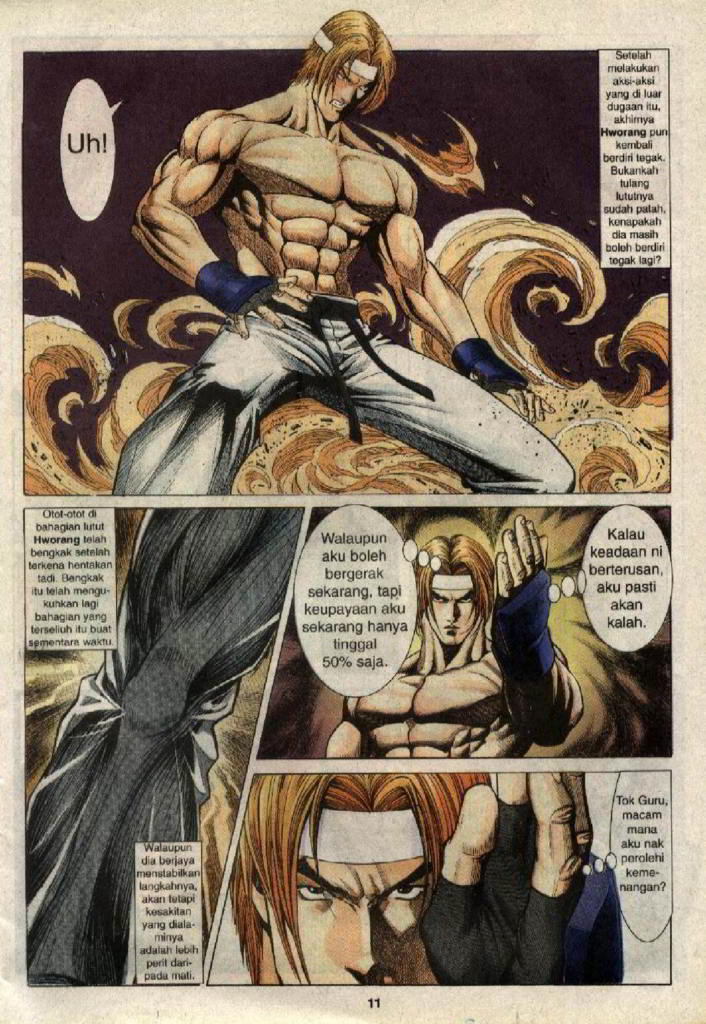 Uh!
Setelah
melakukan
aksi-aksi
yang di luar
dugaan itu,
akhirnya
Hworang pun
kembali
berdiri tegak.
Bukankah
tulang
lututnya
sudah patah,
kenapakah
dia masih
boleh berdiri
tegak lagi?
Otot-otot di
bahagian lutut
Hworang telah
bengkak setelah
terkena hentakan
tadi. Bengkak
itu telah mengu-
kuhkan lagi
bahagian yang
terseliuh itu buat
sementara waktu.
Walaupun
aku boleh
bergerak
sekarang, tapi
keupayaan aku
sekarang hanya
tinggal
50% saja.
Kalau
keadaan ni
berterusan,
aku pasti
akan
kalah.
Walaupun
dia berjaya
menstabilkan
langkahnya,
akan tetapi
kesakitan
yang diala-
minya
adalah lebih
perit dari-
pada mati.
Tok Guru,
macam
mana
aku nak
perolehi
keme-
nangan?
11